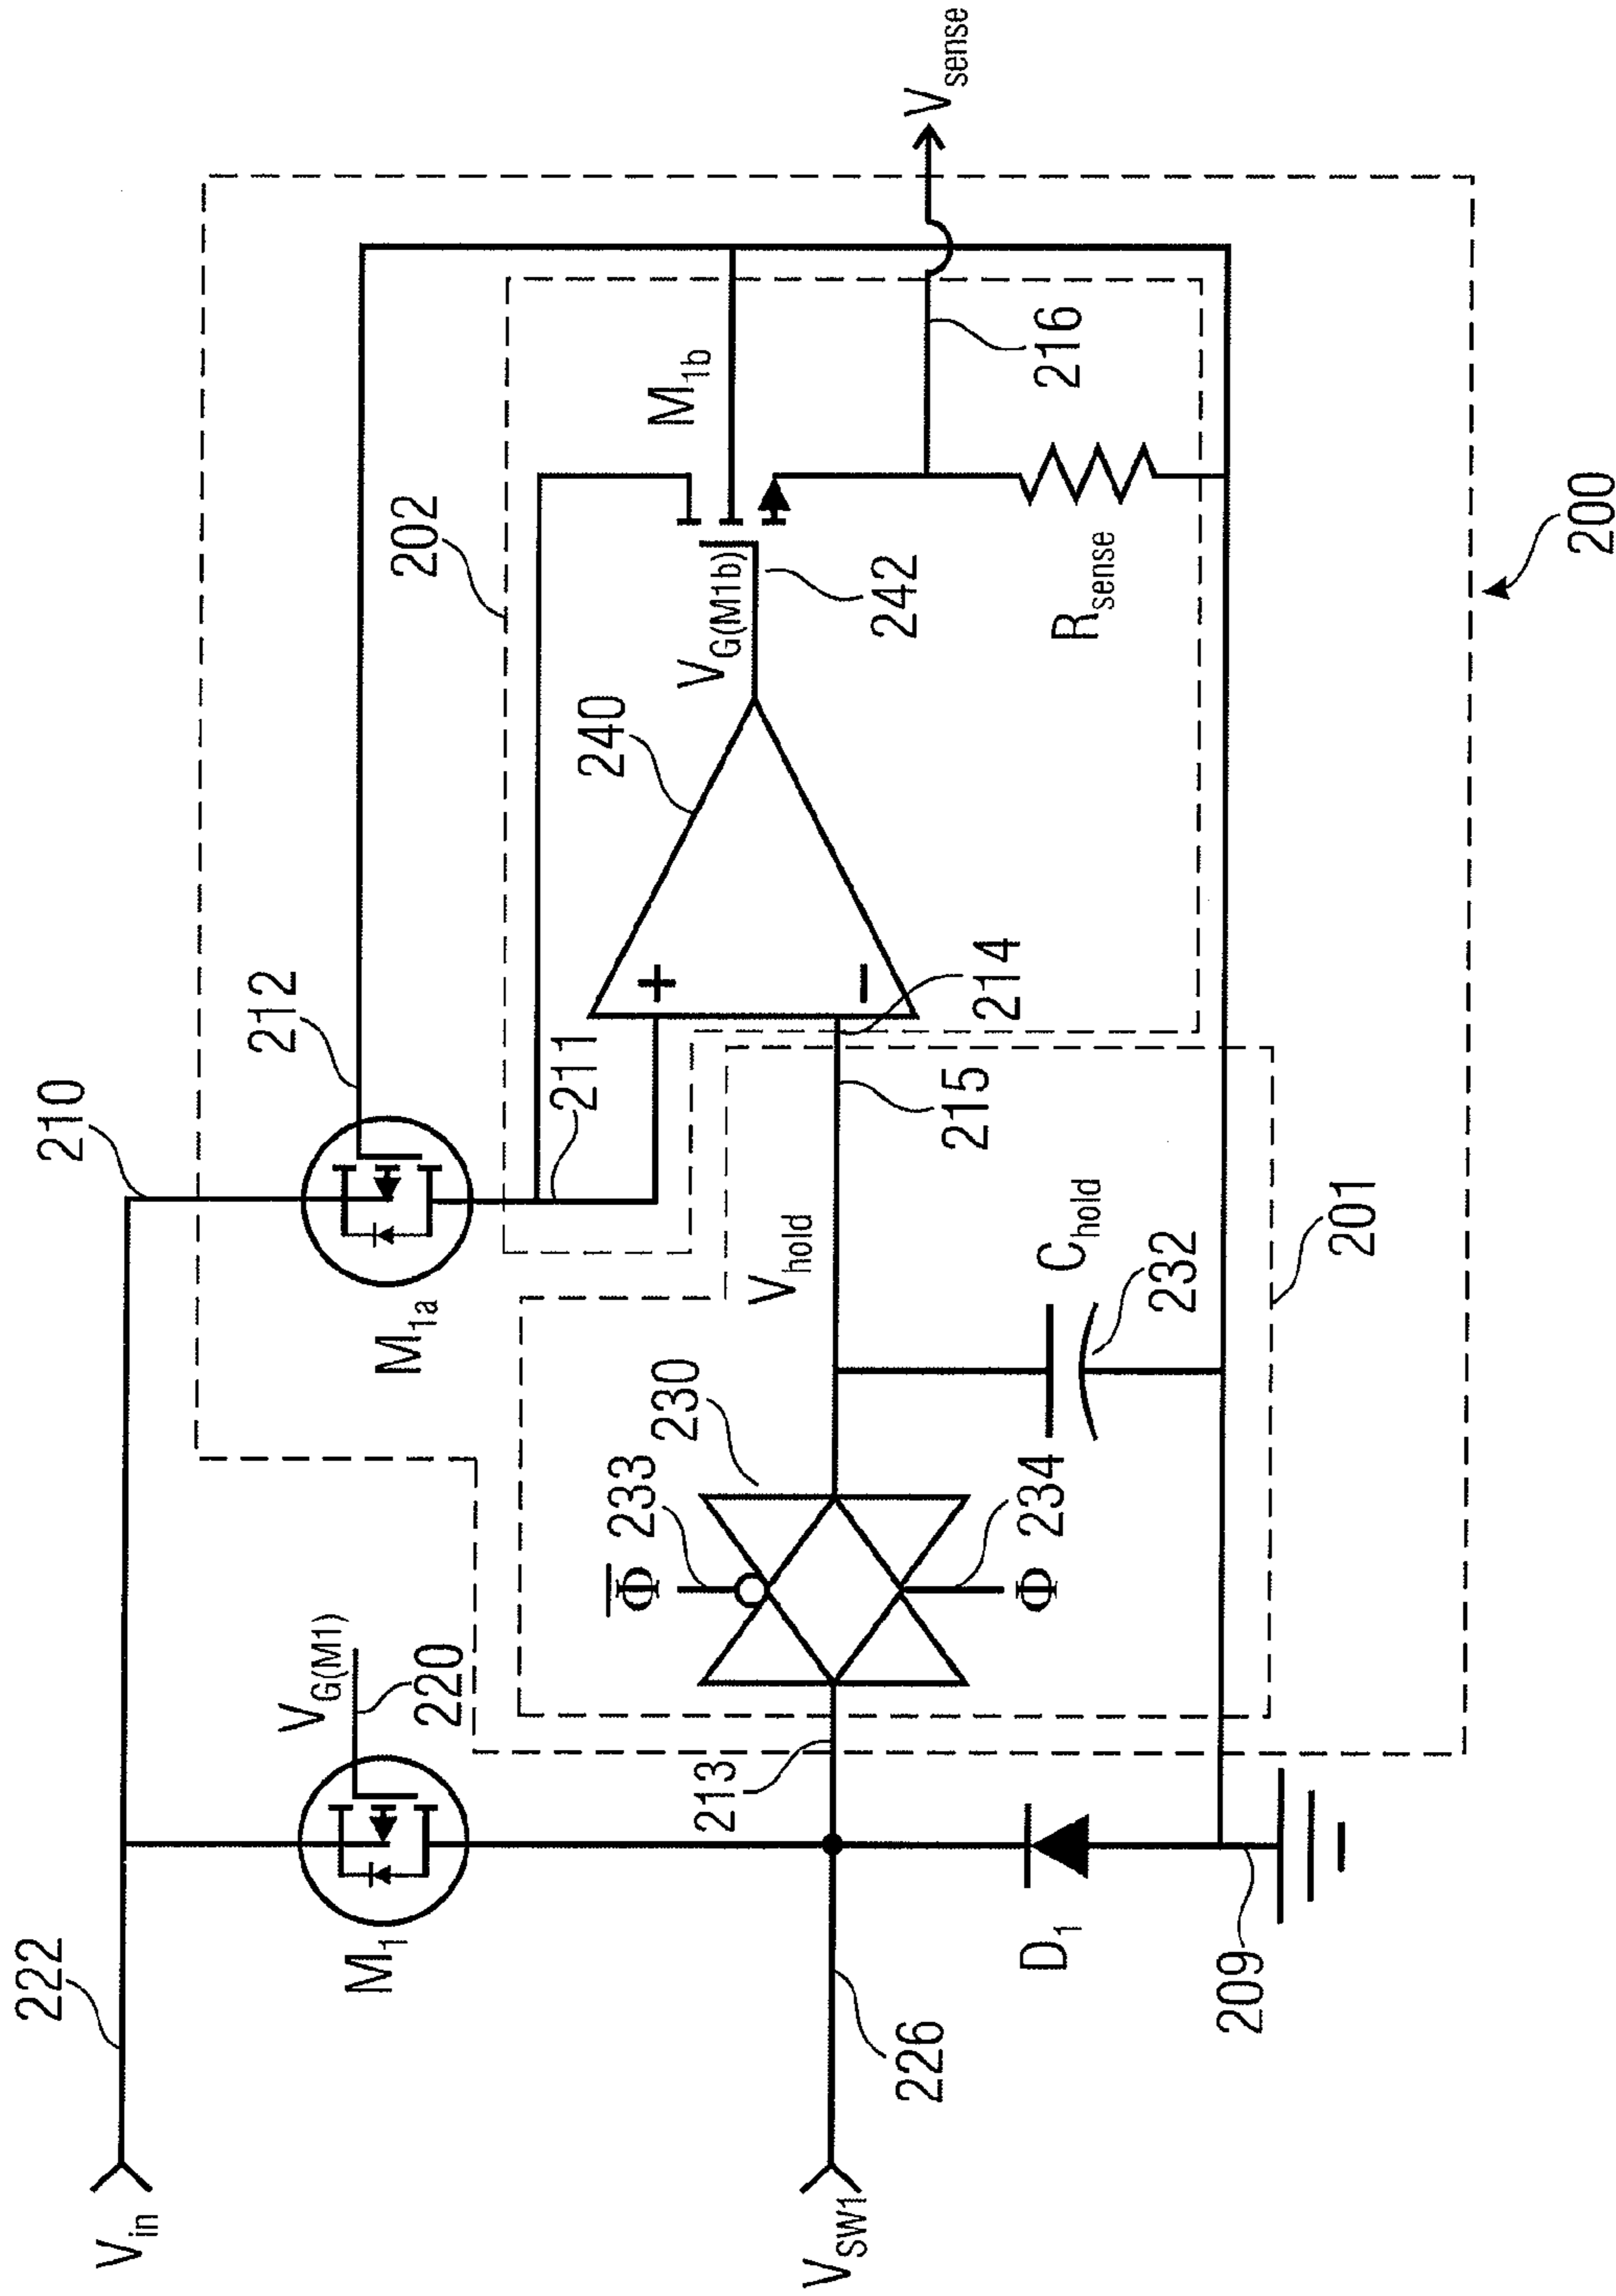 222
210
V_in
M_1
V_G(M1)
220
M_1a
212
202
211
240
V_G(M1b)
M_1b
+
−
242
Φ̅
233
230
V_hold
215
214
V_SW1
226
213
Φ
234
C_hold
232
R_sense
216
V_sense
D_1
209
201
200